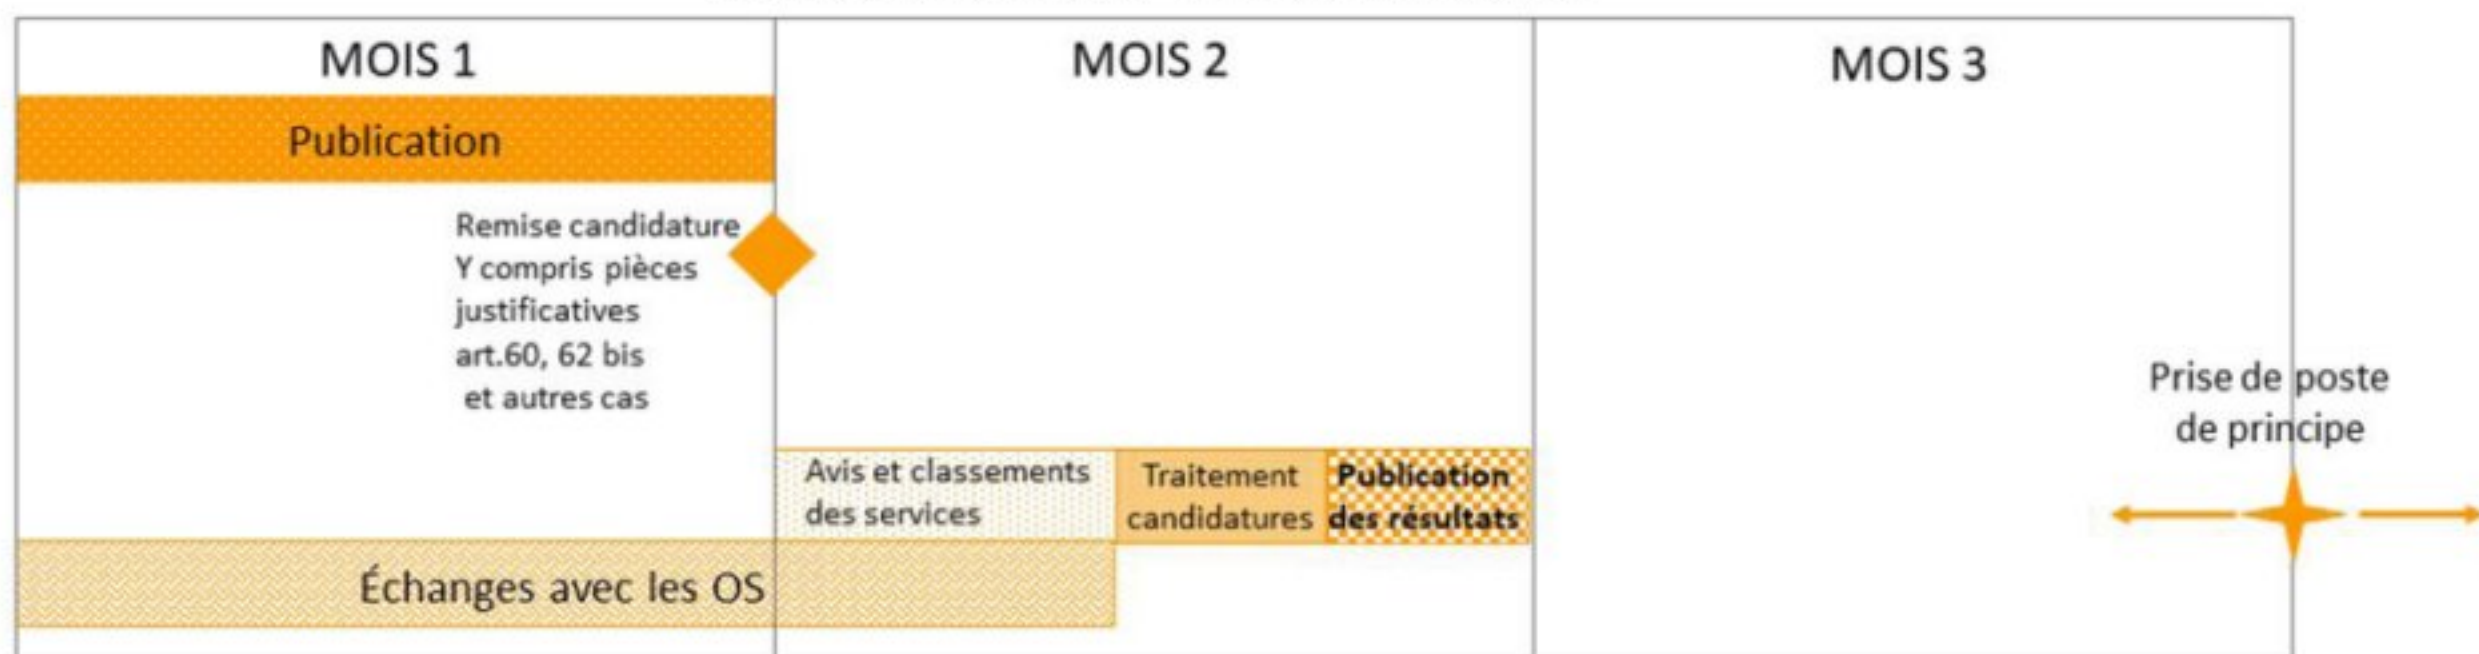 MOIS 1
MOIS 2
MOIS 3
Publication
Remise candidature
Y compris pièces
justificatives
art.60, 62 bis
et autres cas
Prise de poste
de principe
Avis et classements
des services
Traitement
candidatures
Publication
des résultats
Échanges avec les OS